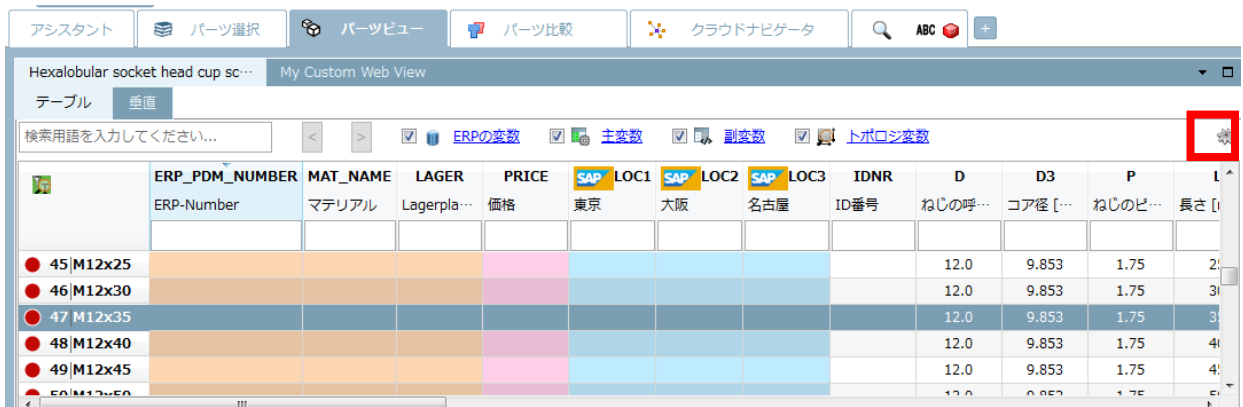 アシスタント パーツ選択 パーツビュー パーツ比較 クラウドナビゲータ ABC +
Hexalobular socket head cup sc… My Custom Web View
テーブル 垂直
検索用語を入力してください... < > ERPの変数 主変数 副変数 トポロジ変数
ERP_PDM_NUMBER MAT_NAME LAGER PRICE SAP LOC1 SAP LOC2 SAP LOC3 IDNR D D3 P L
ERP-Number マテリアル Lagerpla… 価格 東京 大阪 名古屋 ID番号 ねじの呼… コア径 [… ねじのピ… 長さ [
45 M12x25 12.0 9.853 1.75
46 M12x30 12.0 9.853 1.75
47 M12x35 12.0 9.853 1.75
48 M12x40 12.0 9.853 1.75
49 M12x45 12.0 9.853 1.75
50 M12x50 12.0 9.853 1.75